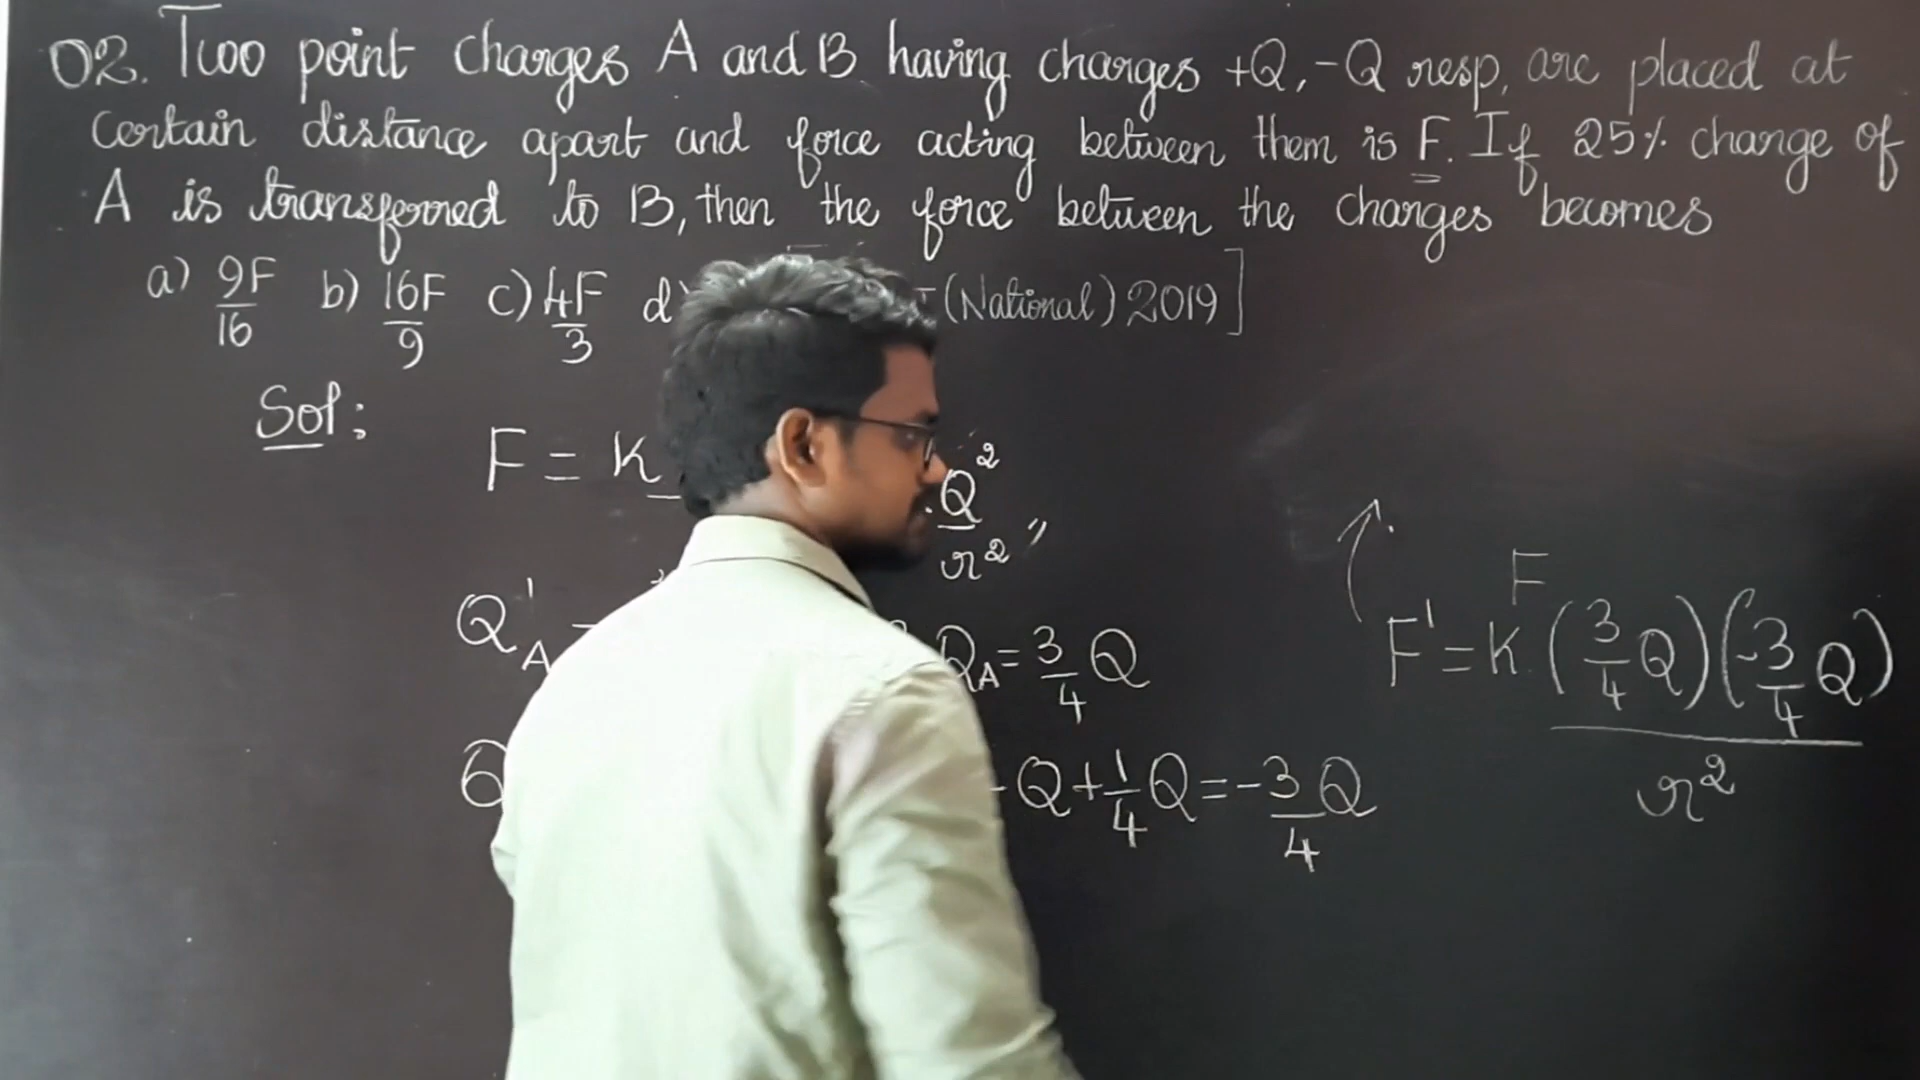 02. Two point charges A and B having charges +Q, -Q resp, are placed at
certain distance apart and force acting between them is F. If 25% charge of
A is transferred to B, then the force between the charges becomes
a) 9F/16 b) 16F/9 c) 4F/3 d) (National) 2019]
Sol:
F = K Q²/r² "
Q'A = QA = 3/4 Q
Q - Q + 1/4 Q = -3/4 Q
F
F' = K (3/4 Q)(-3/4 Q)
r²